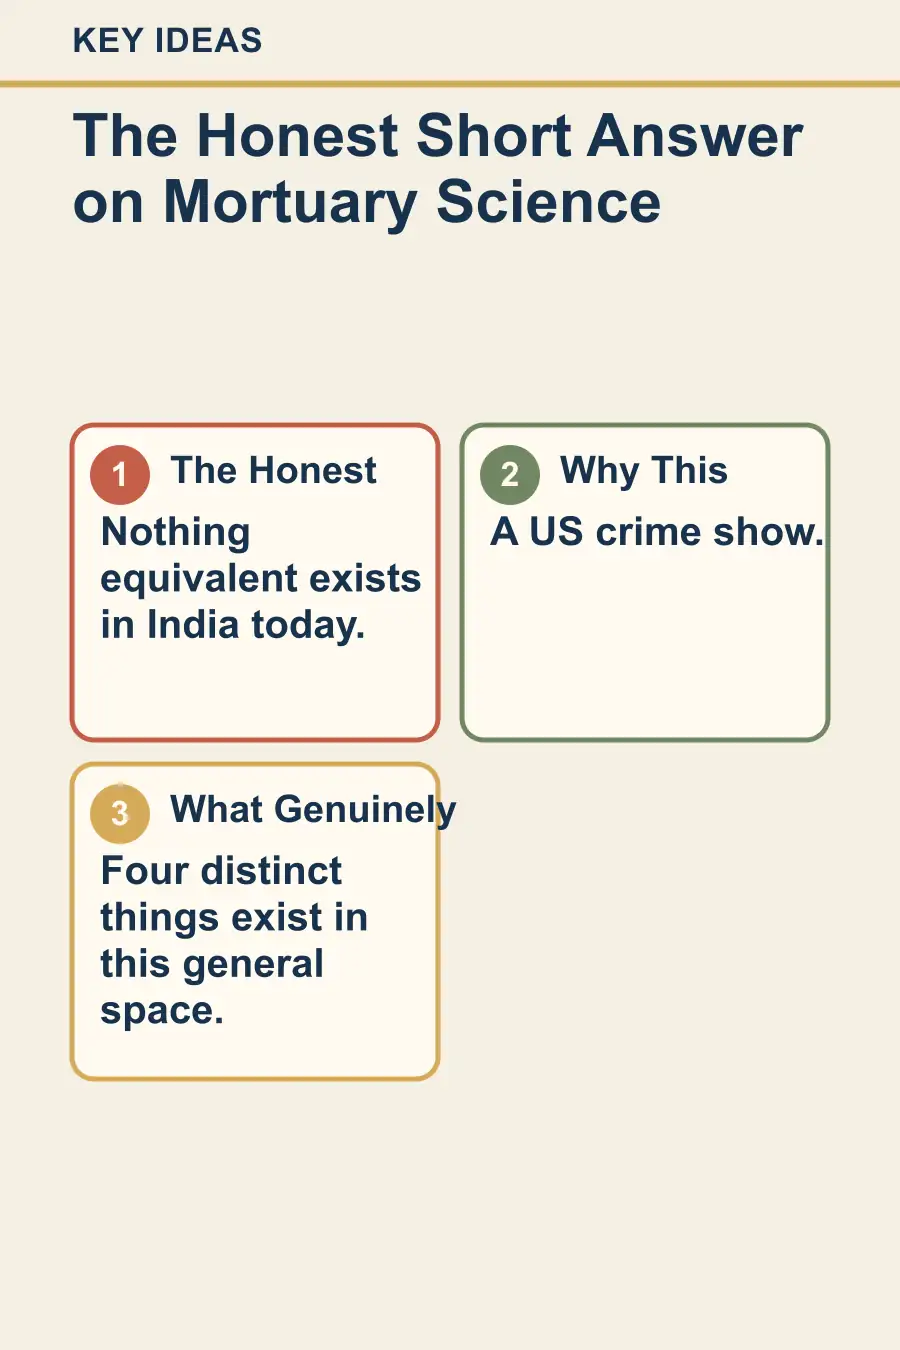 KEY IDEAS
The Honest Short Answer
on Mortuary Science
1 The Honest
Nothing
equivalent exists
in India today.
2 Why This
A US crime show.
3 What Genuinely
Four distinct
things exist in
this general
space.